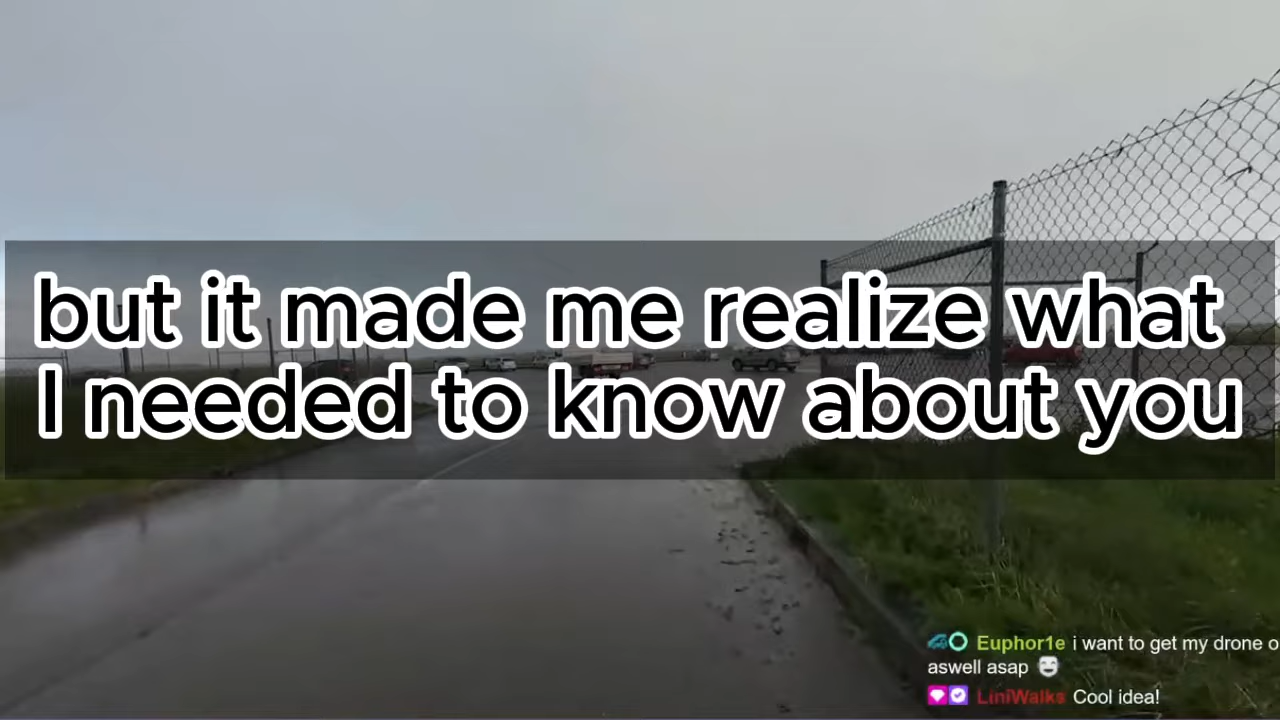 but it made me realize what
I needed to know about you
Euphor1e i want to get my drone o
aswell asap
LiniWalks Cool idea!